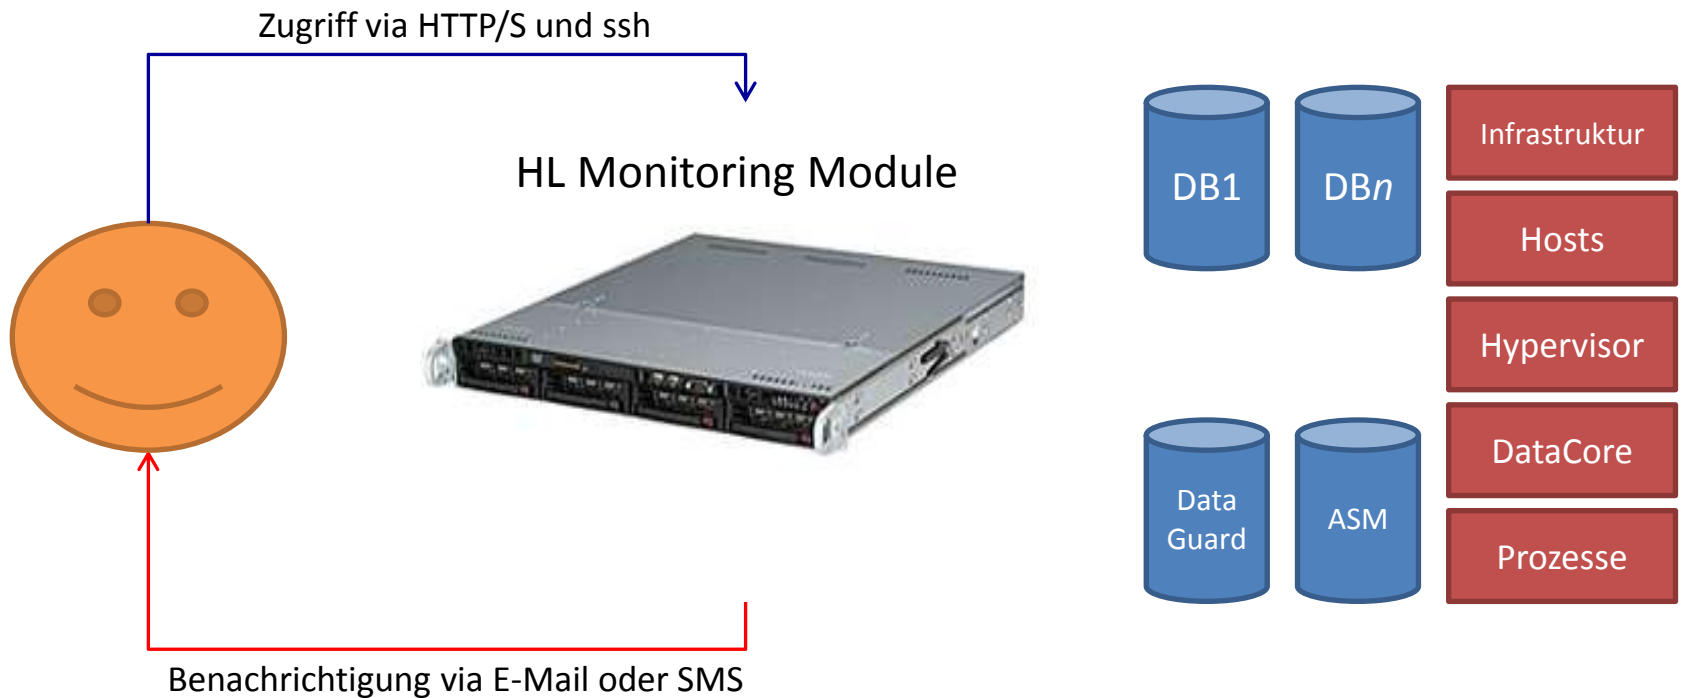 Zugriff via HTTP/S und ssh
HL Monitoring Module
DB1
DBn
Infrastruktur
Hosts
Hypervisor
DataCore
Prozesse
Data
Guard
ASM
Benachrichtigung via E-Mail oder SMS